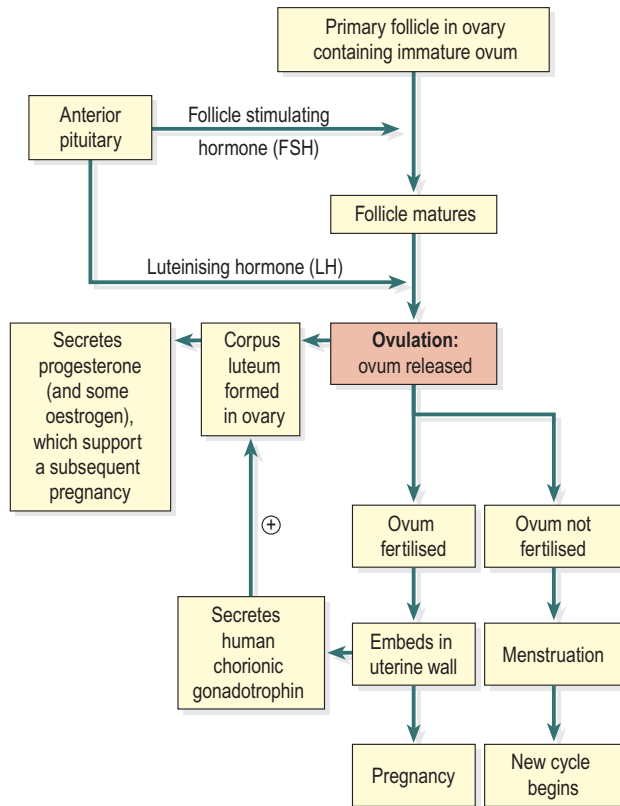 Primary follicle in ovary
containing immature ovum
Anterior
pituitary
Follicle stimulating
hormone (FSH)
Follicle matures
Luteinising hormone (LH)
Secretes
progesterone
(and some
oestrogen),
which support
a subsequent
pregnancy
Corpus
luteum
formed
in ovary
Ovulation:
ovum released
+
Ovum
fertilised
Ovum not
fertilised
Secretes
human
chorionic
gonadotrophin
Embeds in
uterine wall
Menstruation
Pregnancy
New cycle
begins